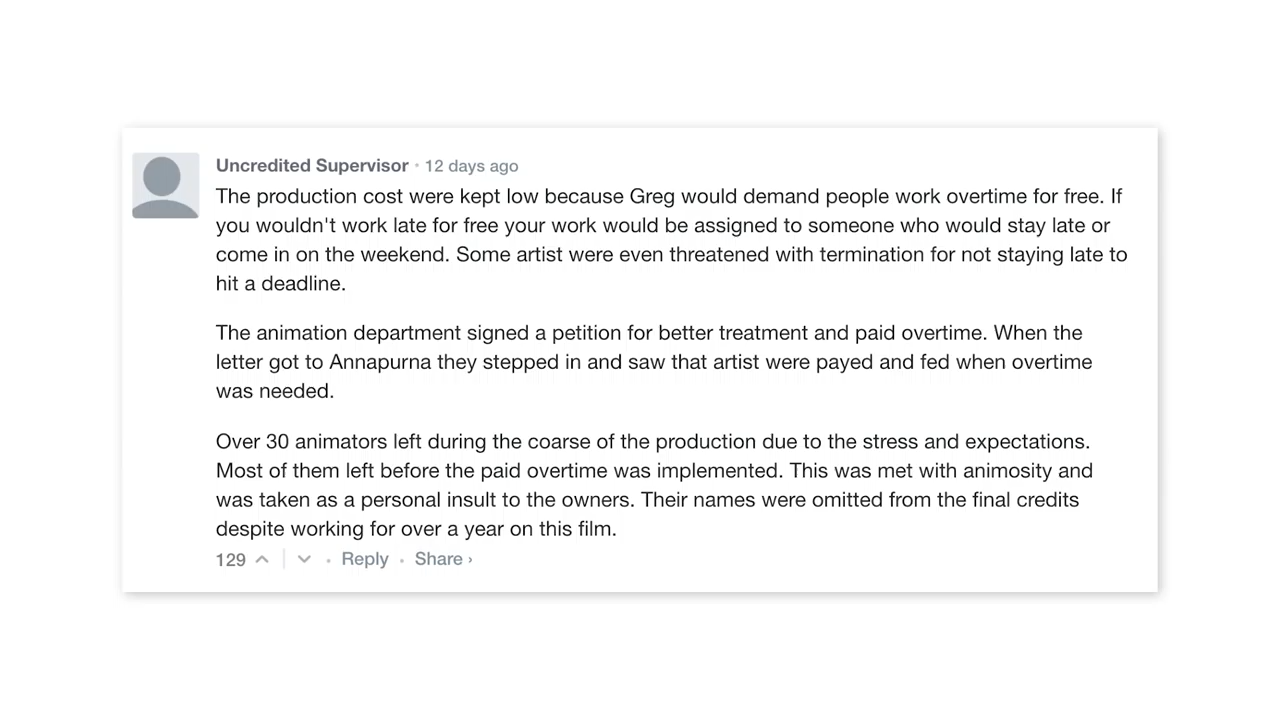 Uncredited Supervisor · 12 days ago
The production cost were kept low because Greg would demand people work overtime for free. If
you wouldn't work late for free your work would be assigned to someone who would stay late or
come in on the weekend. Some artist were even threatened with termination for not staying late to
hit a deadline.
The animation department signed a petition for better treatment and paid overtime. When the
letter got to Annapurna they stepped in and saw that artist were payed and fed when overtime
was needed.
Over 30 animators left during the coarse of the production due to the stress and expectations.
Most of them left before the paid overtime was implemented. This was met with animosity and
was taken as a personal insult to the owners. Their names were omitted from the final credits
despite working for over a year on this film.
129 · Reply · Share ›